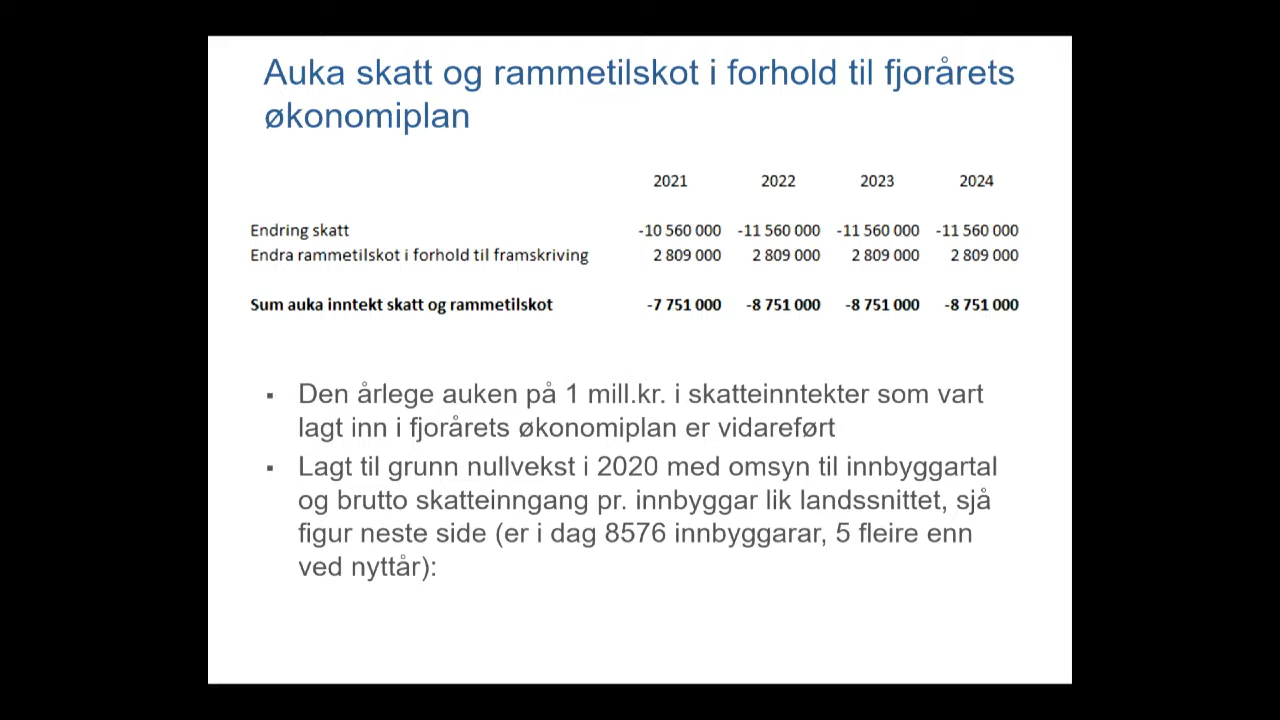 Auka skatt og rammetilskot i forhold til fjorårets
økonomiplan
2021 2022 2023 2024
Endring skatt -10 560 000 -11 560 000 -11 560 000 -11 560 000
Endra rammetilskot i forhold til framskriving 2 809 000 2 809 000 2 809 000 2 809 000
Sum auka inntekt skatt og rammetilskot -7 751 000 -8 751 000 -8 751 000 -8 751 000
▪ Den årlege auken på 1 mill.kr. i skatteinntekter som vart
lagt inn i fjorårets økonomiplan er vidareført
▪ Lagt til grunn nullvekst i 2020 med omsyn til innbyggartal
og brutto skatteinngang pr. innbyggar lik landssnittet, sjå
figur neste side (er i dag 8576 innbyggarar, 5 fleire enn
ved nyttår):